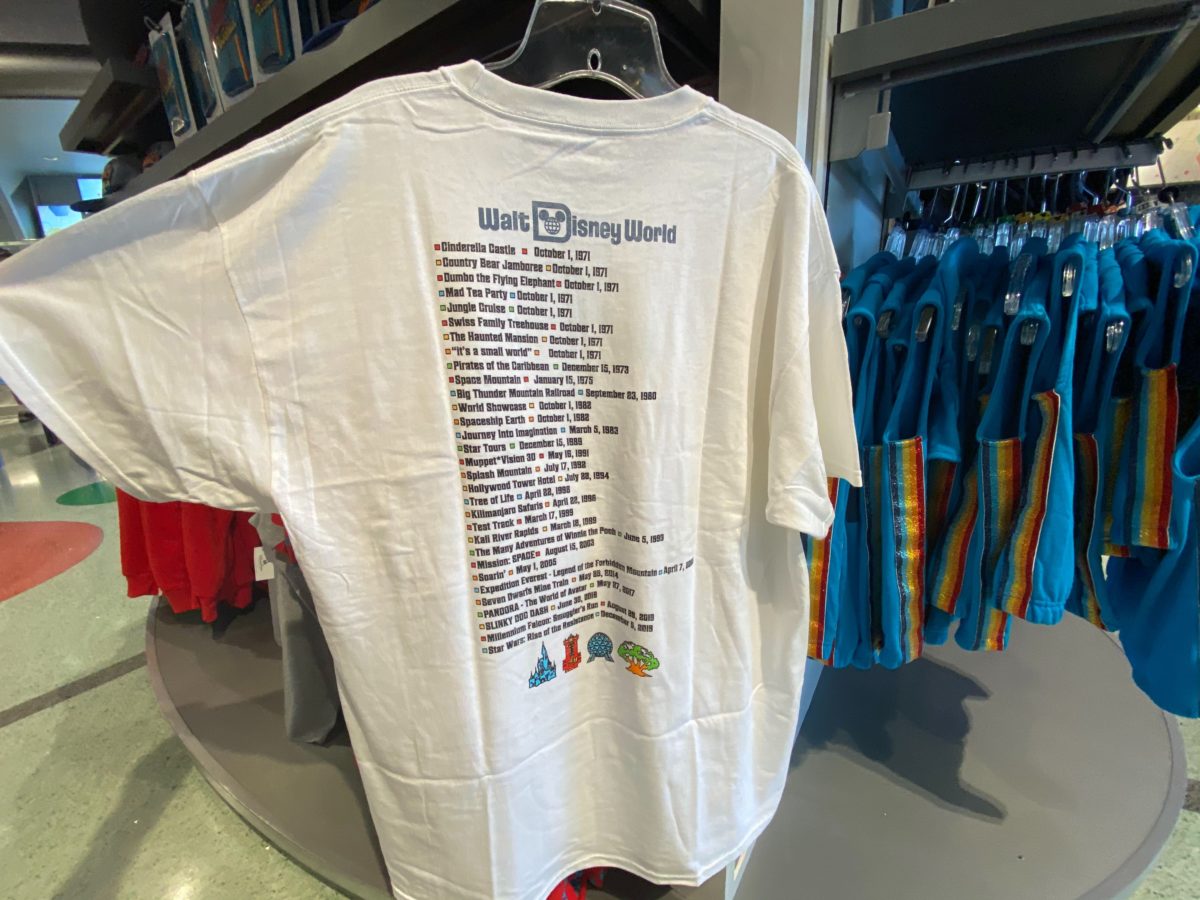 Walt Disney World
Cinderella Castle October 1, 1971
Country Bear Jamboree October 1, 1971
Dumbo the Flying Elephant October 1, 1971
Mad Tea Party October 1, 1971
Jungle Cruise October 1, 1971
Swiss Family Treehouse October 1, 1971
The Haunted Mansion October 1, 1971
"it's a small world" October 1, 1971
Pirates of the Caribbean December 15, 1973
Space Mountain January 15, 1975
Big Thunder Mountain Railroad September 23, 1980
World Showcase October 1, 1982
Spaceship Earth October 1, 1982
Journey Into Imagination March 5, 1983
Star Tours December 15, 1989
Muppet*Vision 3D May 16, 1991
Splash Mountain July 17, 1992
Hollywood Tower Hotel July 22, 1994
Tree of Life April 22, 1998
Kilimanjaro Safaris April 22, 1998
Test Track March 17, 1999
Kali River Rapids March 18, 1999
The Many Adventures of Winnie the Pooh June 5, 1999
Mission: SPACE August 15, 2003
Soarin' May 1, 2005
Expedition Everest - Legend of the Forbidden Mountain April 7,
Seven Dwarfs Mine Train May 28, 2014
PANDORA - The World of Avatar May 27, 2017
SLINKY DOG DASH June 30, 2018
Millennium Falcon: Smuggler's Run August 29, 2019
Star Wars: Rise of the Resistance December 5, 2019